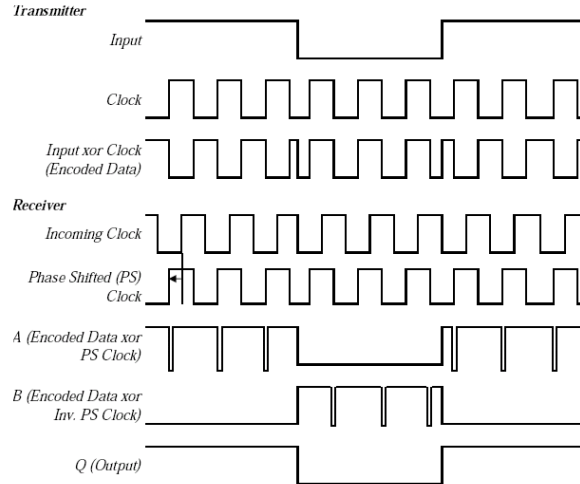 Transmitter
Input
Clock
Input xor Clock
(Encoded Data)
Receiver
Incoming Clock
Phase Shifted (PS)
Clock
A (Encoded Data xor
PS Clock)
B (Encoded Data xor
Inv. PS Clock)
Q (Output)